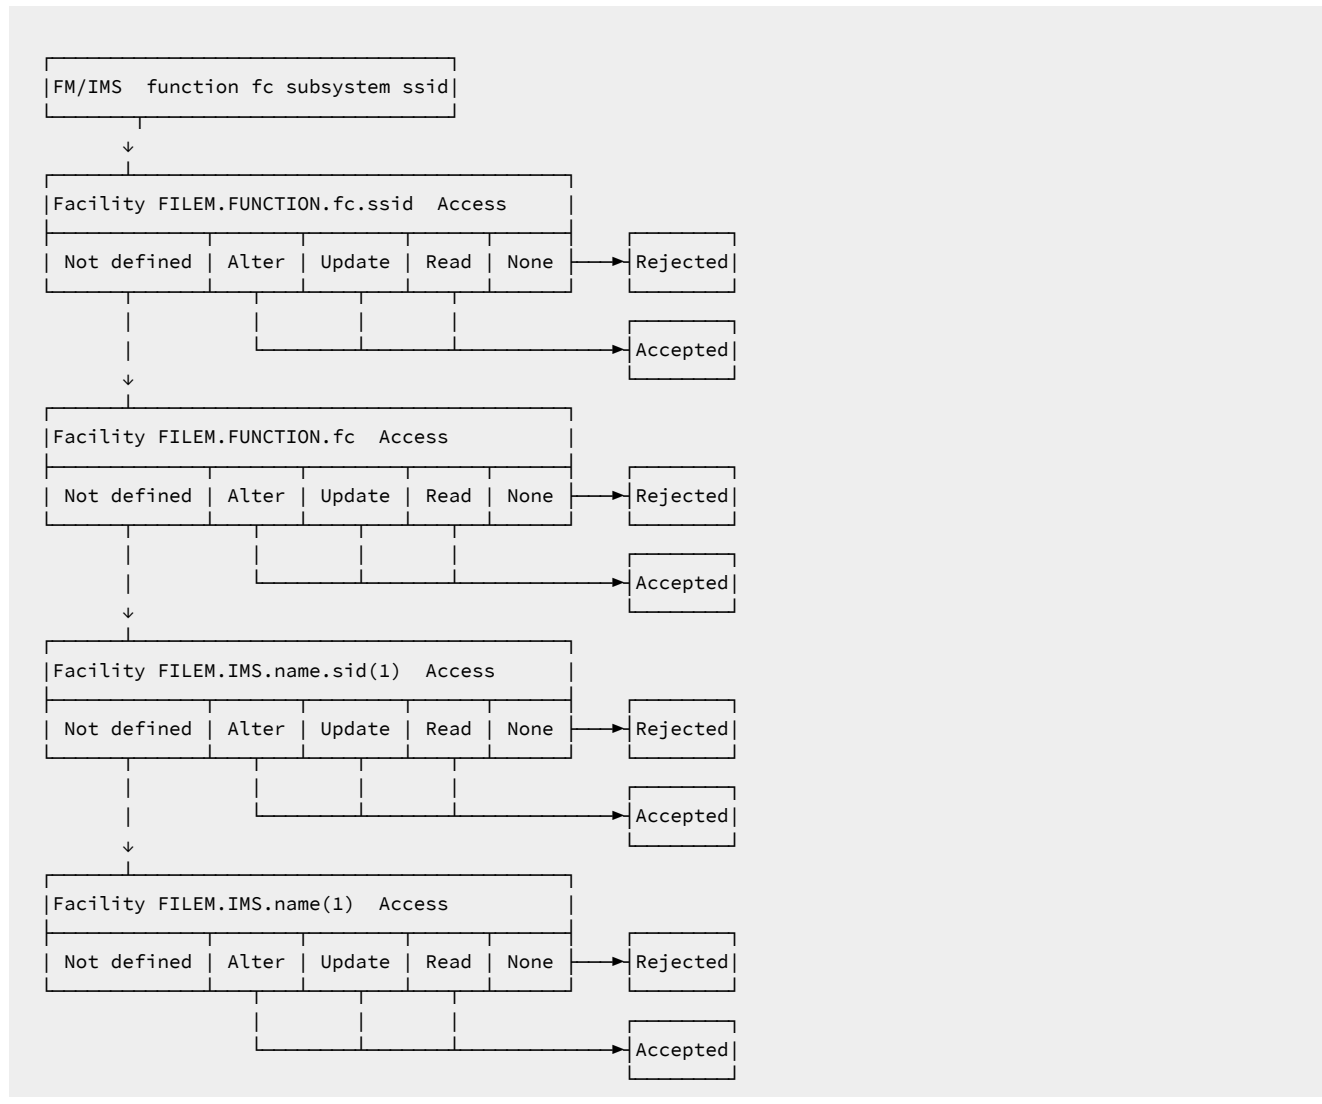 FM/IMS function fc subsystem ssid
Facility FILEM.FUNCTION.fc.ssid Access
Not defined Alter Update Read None Rejected
Accepted
Facility FILEM.FUNCTION.fc Access
Not defined Alter Update Read None Rejected
Accepted
Facility FILEM.IMS.name.sid(1) Access
Not defined Alter Update Read None Rejected
Accepted
Facility FILEM.IMS.name(1) Access
Not defined Alter Update Read None Rejected
Accepted